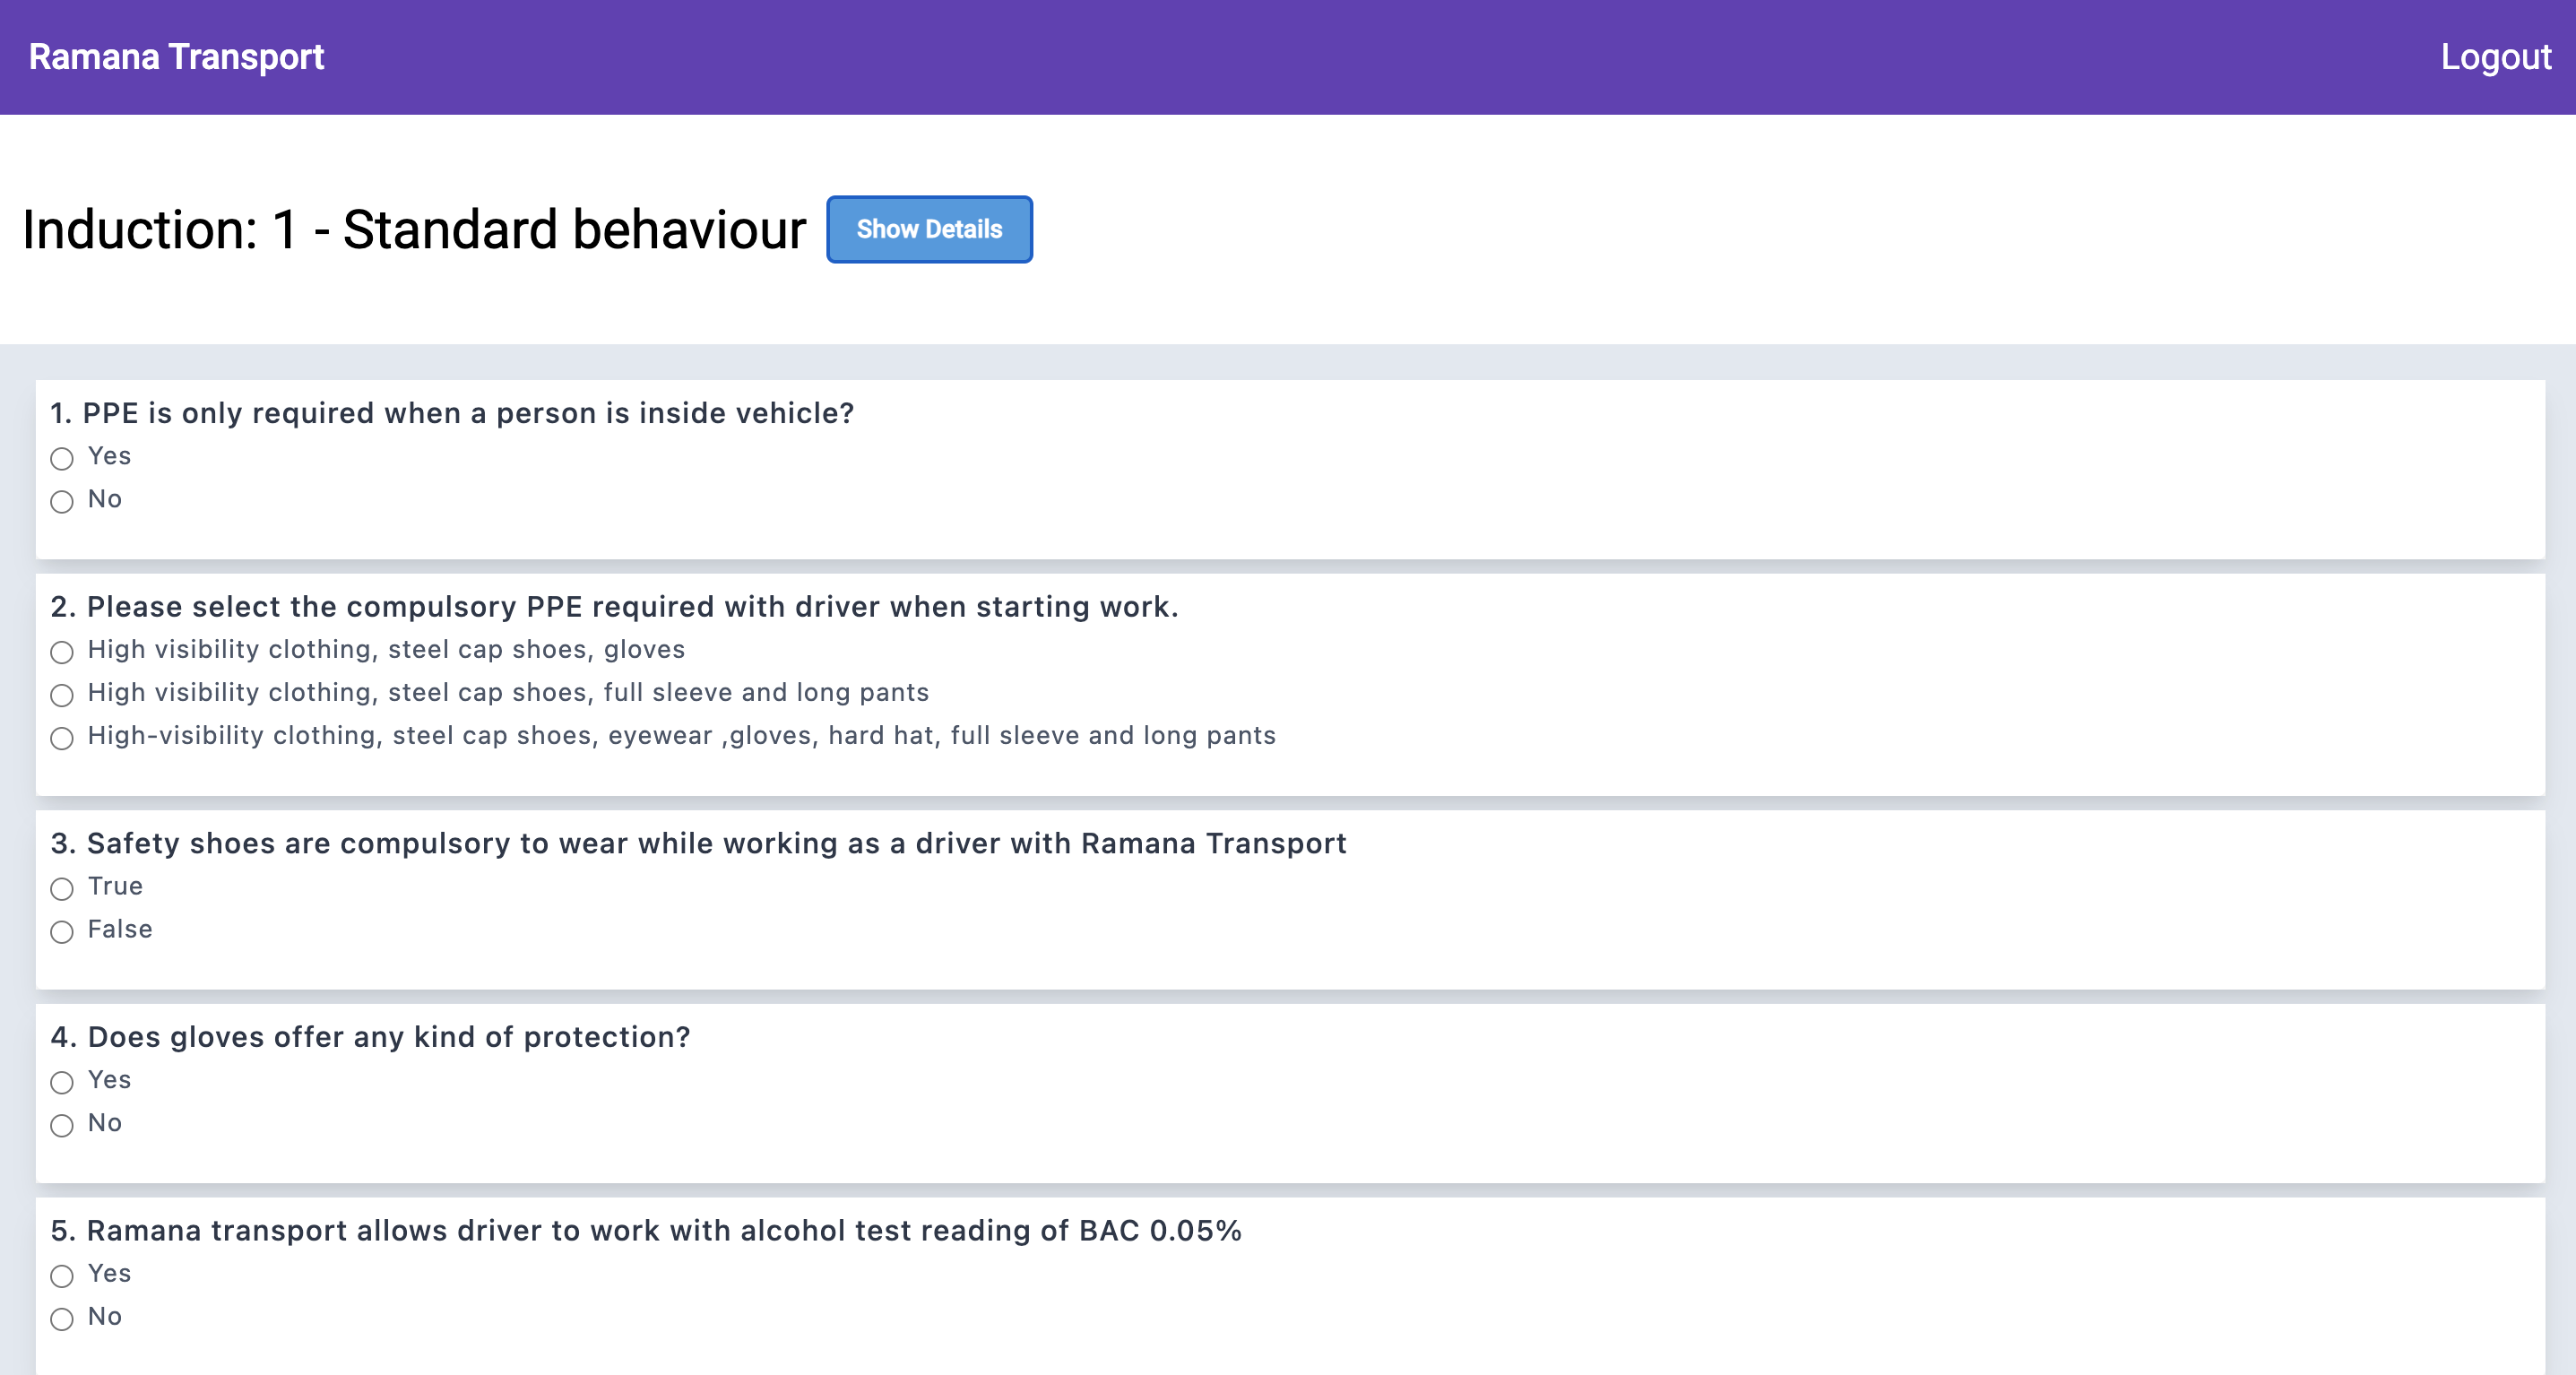 Ramana Transport
Logout
Induction: 1 - Standard behaviour
Show Details
1. PPE is only required when a person is inside vehicle?
Yes
No
2. Please select the compulsory PPE required with driver when starting work.
High visibility clothing, steel cap shoes, gloves
High visibility clothing, steel cap shoes, full sleeve and long pants
High-visibility clothing, steel cap shoes, eyewear ,gloves, hard hat, full sleeve and long pants
3. Safety shoes are compulsory to wear while working as a driver with Ramana Transport
True
False
4. Does gloves offer any kind of protection?
Yes
No
5. Ramana transport allows driver to work with alcohol test reading of BAC 0.05%
Yes
No